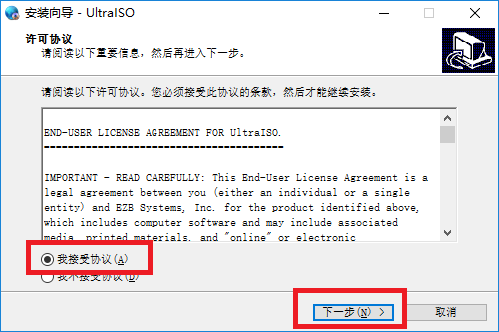 安装向导 - UltraISO
许可协议
请阅读以下重要信息，然后再进入下一步。
请阅读以下许可协议。您必须接受此协议的条款，然后才能继续安装。
END-USER LICENSE AGREEMENT FOR UltraISO.
========================================
IMPORTANT - READ CAREFULLY: This End-User License Agreement is a
legal agreement between you (either an individual or a single
entity) and EZB Systems, Inc. for the product identified above,
which includes computer software and may include associated
media, printed materials, and "online" or electronic
我接受协议(A)
我不接受协议(D)
下一步(N) >
取消